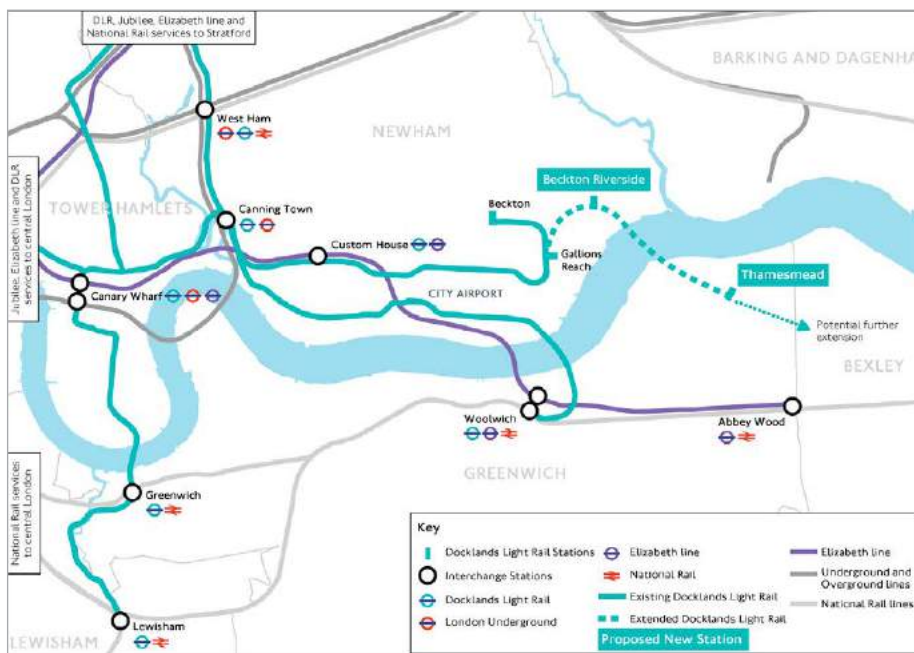 DLR, Jubilee, Elizabeth line and
National Rail services to Stratford
BARKING AND DAGENHA
West Ham
NEWHAM
Jubilee, Elizabeth line and DLR
services to central London
TOWER HAMLETS
Beckton Riverside
Beckton
Canning Town
Custom House
Gallions
Reach
Thamesmead
CITY AIRPORT
Canary Wharf
Potential further
extension
BEXLEY
Woolwich
Abbey Wood
GREENWICH
National Rail services
to central London
Greenwich
Lewisham
LEWISHAM
Key
Docklands Light Rail Stations
Interchange Stations
Docklands Light Rail
London Underground
Elizabeth line
National Rail
Existing Docklands Light Rail
Extended Docklands Light Rail
Proposed New Station
Elizabeth line
Underground and
Overground lines
National Rail lines